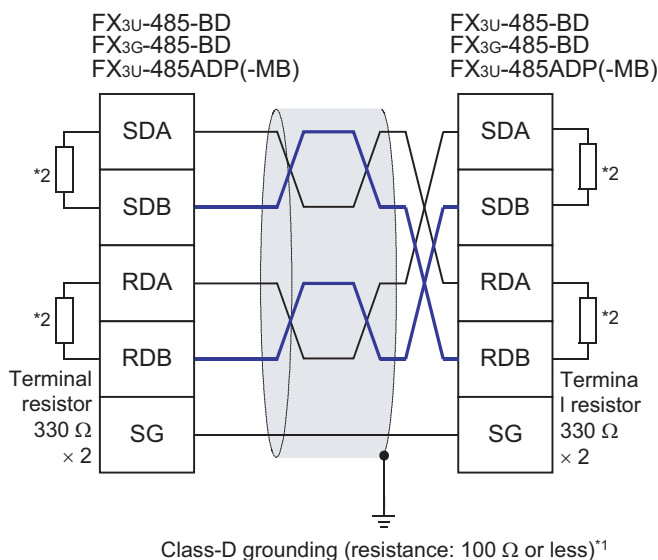 FX3U-485-BD
FX3G-485-BD
FX3U-485ADP(-MB)
FX3U-485-BD
FX3G-485-BD
FX3U-485ADP(-MB)
SDA
SDB
RDA
RDB
SG
*2
*2
Terminal
resistor
330 Ω
× 2
SDA
SDB
RDA
RDB
SG
*2
*2
Termina
l resistor
330 Ω
× 2
Class-D grounding (resistance: 100 Ω or less)*1